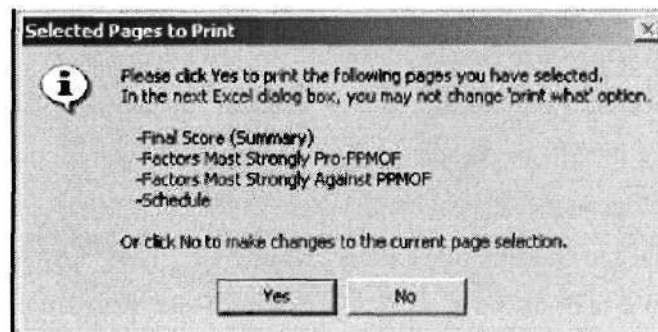 Selected Pages to Print
Please click Yes to print the following pages you have selected.
In the next Excel dialog box, you may not change 'print what' option.
-Final Score (Summary)
-Factors Most Strongly Pro-PPMOF
-Factors Most Strongly Against PPMOF
-Schedule
Or click No to make changes to the current page selection.
Yes
No